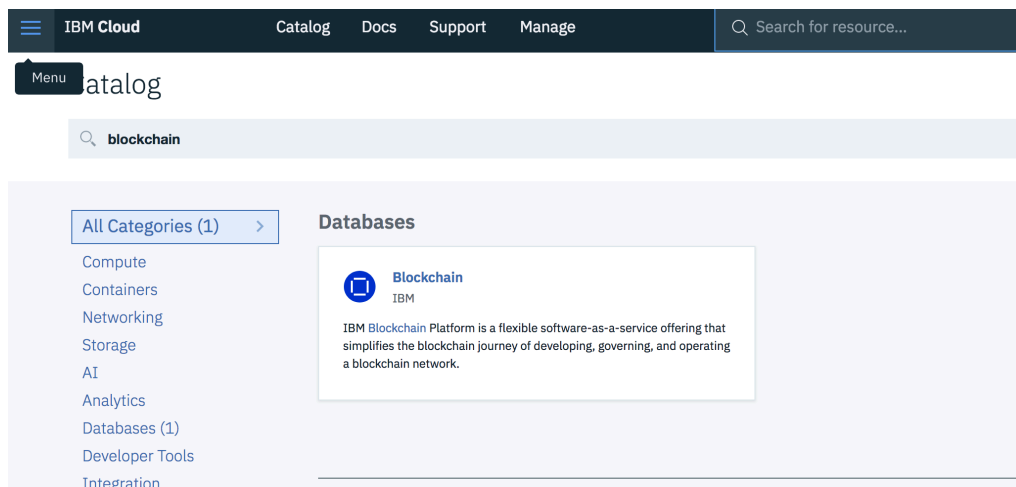 IBM Cloud Catalog Docs Support Manage Search for resource...
Menu
atalog
blockchain
All Categories (1)
Compute
Containers
Networking
Storage
AI
Analytics
Databases (1)
Developer Tools
Integration
Databases
Blockchain
IBM
IBM Blockchain Platform is a flexible software-as-a-service offering that
simplifies the blockchain journey of developing, governing, and operating
a blockchain network.